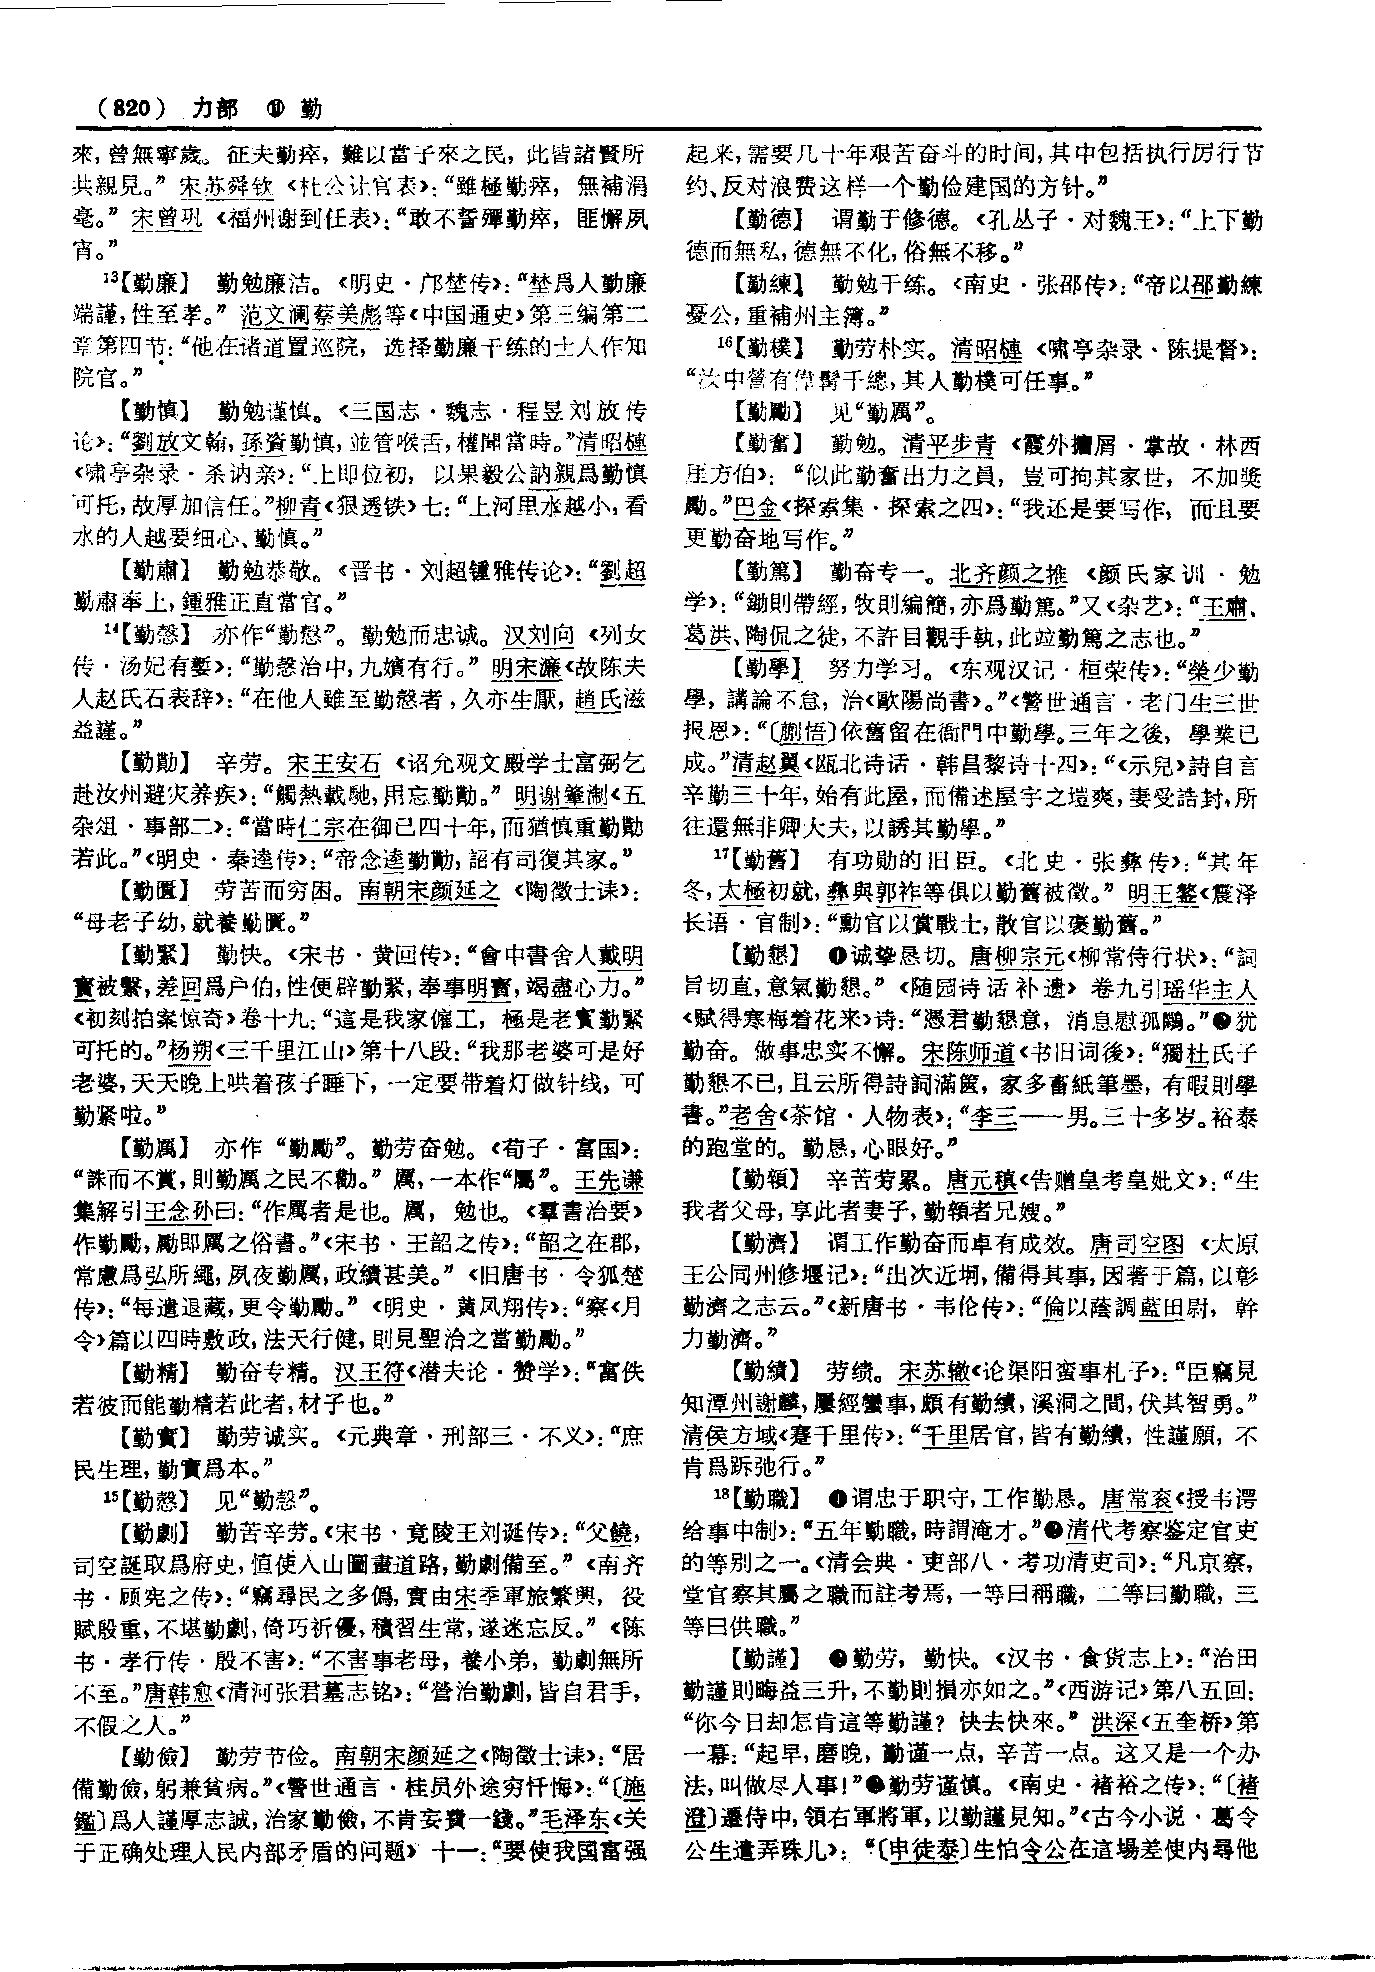 (820) 力部 ⑪ 勤
來，曾無寧歲。征夫勤瘁，難以當子來之民，此皆諸賢所
共親見。”宋苏舜钦《杜公让官表》：“雖極勤瘁，無補涓
毫。”宋曾巩《福州谢到任表》：“敢不誓殫勤瘁，匪懈夙
宵。”
¹³【勤廉】 勤勉廉洁。《明史·邝埜传》：“埜爲人勤廉
端謹，性至孝。”范文澜蔡美彪等《中国通史》第三编第二
章第四节：“他在诸道置巡院，选择勤廉干练的士人作知
院官。”
【勤慎】 勤勉谨慎。《三国志·魏志·程昱刘放传
论》：“劉放文翰，孫資勤慎，並管喉舌，權聞當時。”清昭槤
《啸亭杂录·杀讷亲》：“上即位初，以果毅公訥親爲勤慎
可托，故厚加信任。”柳青《狠透铁》七：“上河里水越小，看
水的人越要细心、勤慎。”
【勤肅】 勤勉恭敬。《晋书·刘超锺雅传论》：“劉超
勤肅奉上，鍾雅正直當官。”
¹⁴【勤愨】 亦作“勤慤”。勤勉而忠诚。汉刘向《列女
传·汤妃有㜪》：“勤愨治中，九嬪有行。”明宋濂《故陈夫
人赵氏石表辞》：“在他人雖至勤慤者，久亦生厭，趙氏滋
益謹。”
【勤勩】 辛劳。宋王安石《诏允观文殿学士富弼乞
赴汝州避灾养疾》：“觸熱載馳，用忘勤勩。”明谢肇淛《五
杂俎·事部二》：“當時仁宗在御已四十年，而猶慎重勤勩
若此。”《明史·秦逵传》：“帝念逵勤勩，詔有司復其家。”
【勤匱】 劳苦而穷困。南朝宋颜延之《陶徵士诔》：
“母老子幼，就養勤匱。”
【勤緊】 勤快。《宋书·黄回传》：“會中書舍人戴明
寶被繫，差回爲户伯，性便辟勤緊，奉事明寶，竭盡心力。”
《初刻拍案惊奇》卷十九：“這是我家僱工，極是老實勤緊
可托的。”杨朔《三千里江山》第十八段：“我那老婆可是好
老婆，天天晚上哄着孩子睡下，一定要带着灯做针线，可
勤紧啦。”
【勤厲】 亦作“勤勵”。勤劳奋勉。《荀子·富国》：
“誅而不賞，則勤厲之民不勸。”厲，一本作“屬”。王先谦
集解引王念孙曰：“作厲者是也。厲，勉也。《羣書治要》
作勤勵，勵即厲之俗書。”《宋书·王韶之传》：“韶之在郡，
常慮爲弘所繩，夙夜勤厲，政績甚美。”《旧唐书·令狐楚
传》：“每遣退藏，更令勤勵。”《明史·黄凤翔传》：“察《月
令》篇以四時敷政，法天行健，則見聖治之當勤勵。”
【勤精】 勤奋专精。汉王符《潜夫论·赞学》：“富佚
若彼而能勤精若此者，材子也。”
【勤實】 勤劳诚实。《元典章·刑部三·不义》：“庶
民生理，勤實爲本。”
¹⁵【勤慤】 见“勤愨”。
【勤劇】 勤苦辛劳。《宋书·竟陵王刘诞传》：“父饒，
司空誕取爲府史，恒使入山圖畫道路，勤劇備至。”《南齐
书·顾宪之传》：“竊尋民之多僞，實由宋季軍旅繁興，役
賦殷重，不堪勤劇，倚巧祈優，積習生常，遂迷忘反。”《陈
书·孝行传·殷不害》：“不害事老母，養小弟，勤劇無所
不至。”唐韩愈《清河张君墓志铭》：“營治勤劇，皆自君手，
不假之人。”
【勤儉】 勤劳节俭。南朝宋颜延之《陶徵士诔》：“居
備勤儉，躬兼貧病。”《警世通言·桂员外途穷忏悔》：“〔施
鑑〕爲人謹厚志誠，治家勤儉，不肯妄費一錢。”毛泽东《关
于正确处理人民内部矛盾的问题》十一：“要使我国富强
起来，需要几十年艰苦奋斗的时间，其中包括执行厉行节
约、反对浪费这样一个勤俭建国的方针。”
【勤德】 谓勤于修德。《孔丛子·对魏王》：“上下勤
德而無私，德無不化，俗無不移。”
【勤練】 勤勉干练。《南史·张邵传》：“帝以邵勤練
憂公，重補州主簿。”
¹⁶【勤樸】 勤劳朴实。清昭槤《啸亭杂录·陈提督》：
“汝中營有偉髯千總，其人勤樸可任事。”
【勤勵】 见“勤厲”。
【勤奮】 勤勉。清平步青《霞外攟屑·掌故·林西
厓方伯》：“似此勤奮出力之員，豈可拘其家世，不加奬
勵。”巴金《探索集·探索之四》：“我还是要写作，而且要
更勤奋地写作。”
【勤篤】 勤奋专一。北齐颜之推《颜氏家训·勉
学》：“鋤則帶經，牧則編簡，亦爲勤篤。”又《杂艺》：“王肅、
葛洪、陶侃之徒，不許目觀手執，此竝勤篤之志也。”
【勤學】 努力学习。《东观汉记·桓荣传》：“榮少勤
學，講論不怠，治《歐陽尚書》。”《警世通言·老门生三世
报恩》：“〔蒯悟〕依舊留在衙門中勤學。三年之後，學業已
成。”清赵翼《瓯北诗话·韩昌黎诗十四》：“《示兒》詩自言
辛勤三十年，始有此屋，而備述屋宇之塏爽，妻受誥封，所
往還無非卿大夫，以誘其勤學。”
¹⁷【勤舊】 有功勋的旧臣。《北史·张彝传》：“其年
冬，太極初就，彝與郭祚等俱以勤舊被徵。”明王鏊《震泽
长语·官制》：“勳官以賞戰士，散官以褒勤舊。”
【勤懇】 ❶诚挚恳切。唐柳宗元《柳常侍行状》：“詞
旨切直，意氣勤懇。”《随园诗话补遗》卷九引瑶华主人
《赋得寒梅着花未》诗：“憑君勤懇意，消息慰孤鷗。”❷犹
勤奋。做事忠实不懈。宋陈师道《书旧词後》：“獨杜氏子
勤懇不已，且云所得詩詞滿篋，家多畜紙筆墨，有暇則學
書。”老舍《茶馆·人物表》：“李三——男。三十多岁。裕泰
的跑堂的。勤恳，心眼好。”
【勤顇】 辛苦劳累。唐元稹《告赠皇考皇妣文》：“生
我者父母，享此者妻子，勤顇者兄嫂。”
【勤濟】 谓工作勤奋而卓有成效。唐司空图《太原
王公同州修堰记》：“出次近坰，備得其事，因著于篇，以彰
勤濟之志云。”《新唐书·韦伦传》：“倫以蔭調藍田尉，幹
力勤濟。”
【勤績】 劳绩。宋苏辙《论渠阳蛮事札子》：“臣竊見
知潭州謝麟，屢經蠻事，頗有勤績，溪洞之間，伏其智勇。”
清侯方域《蹇千里传》：“千里居官，皆有勤績，性謹願，不
肯爲跅弛行。”
¹⁸【勤職】 ❶谓忠于职守，工作勤恳。唐常衮《授韦谔
给事中制》：“五年勤職，時謂淹才。”❷清代考察鉴定官吏
的等别之一。《清会典·吏部八·考功清吏司》：“凡京察，
堂官察其屬之職而註考焉，一等曰稱職，二等曰勤職，三
等曰供職。”
【勤謹】 ❶勤劳，勤快。《汉书·食货志上》：“治田
勤謹則畮益三升，不勤則損亦如之。”《西游记》第八五回：
“你今日却怎肯這等勤謹？快去快來。”洪深《五奎桥》第
一幕：“起早，磨晚，勤谨一点，辛苦一点。这又是一个办
法，叫做尽人事！”❷勤劳谨慎。《南史·褚裕之传》：“〔褚
澄〕遷侍中，領右軍將軍，以勤謹見知。”《古今小说·葛令
公生遣弄珠儿》：“〔申徒泰〕生怕令公在這場差使内尋他